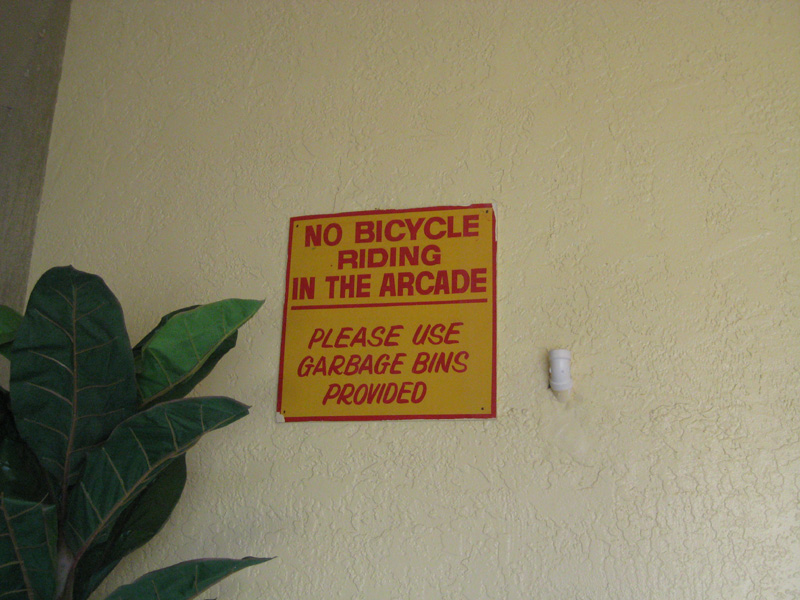 NO BICYCLE
RIDING
IN THE ARCADE
PLEASE USE
GARBAGE BINS
PROVIDED